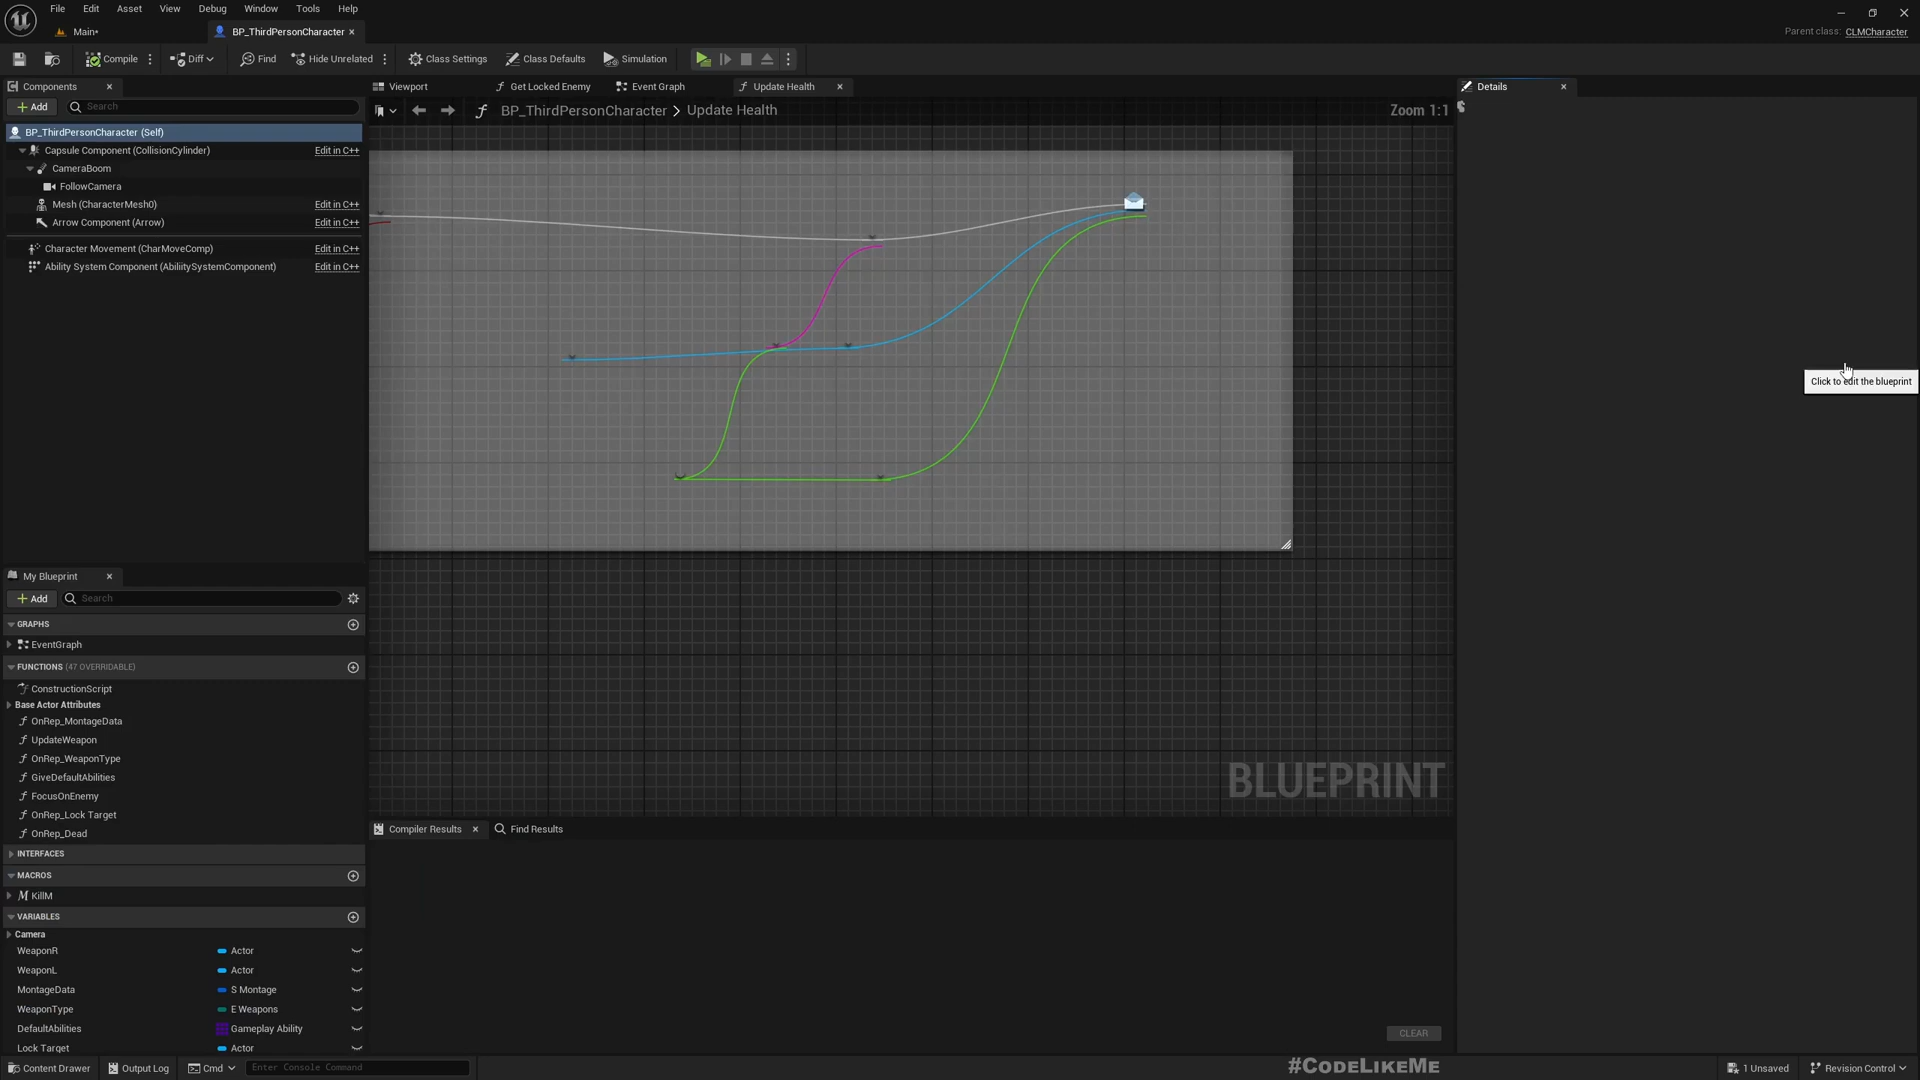 File Edit Asset View Debug Window Tools Help
Main*
BP_ThirdPersonCharacter
Parent class: CLMCharacter
Compile Diff Find Hide Unrelated Class Settings Class Defaults Simulation
Components
Viewport Get Locked Enemy Event Graph Update Health
Details
Add Search
BP_ThirdPersonCharacter > Update Health
Zoom 1:1
BP_ThirdPersonCharacter (Self)
Capsule Component (CollisionCylinder) Edit in C++
CameraBoom
FollowCamera
Mesh (CharacterMesh0) Edit in C++
Arrow Component (Arrow) Edit in C++
Character Movement (CharMoveComp) Edit in C++
Ability System Component (AbiliitySystemComponent) Edit in C++
Click to edit the blueprint
My Blueprint
Add Search
GRAPHS
EventGraph
FUNCTIONS (47 OVERRIDABLE)
ConstructionScript
Base Actor Attributes
OnRep_MontageData
UpdateWeapon
OnRep_WeaponType
GiveDefaultAbilities
FocusOnEnemy
OnRep_Lock Target
OnRep_Dead
INTERFACES
MACROS
KillM
VARIABLES
Camera
WeaponR Actor
WeaponL Actor
MontageData S Montage
WeaponType E Weapons
DefaultAbilities Gameplay Ability
Lock Target Actor
BLUEPRINT
Compiler Results Find Results
CLEAR
Content Drawer Output Log Cmd Enter Console Command
#CODELIKEME
1 Unsaved Revision Control